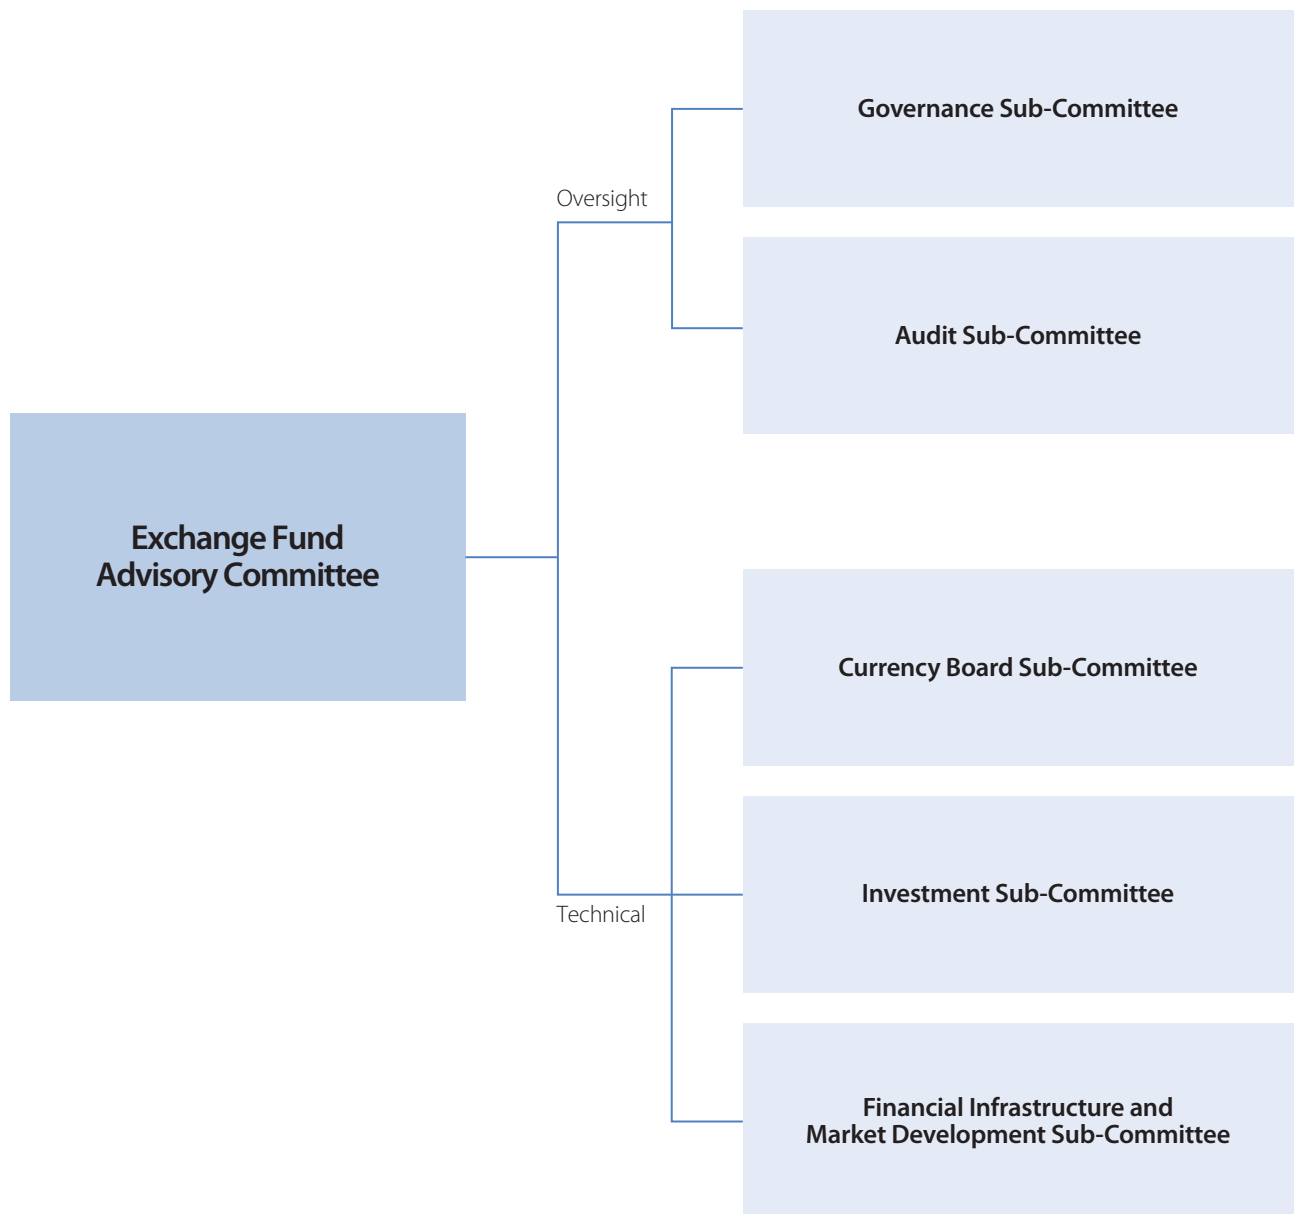 Governance Sub-Committee
Oversight
Audit Sub-Committee
Exchange Fund
Advisory Committee
Currency Board Sub-Committee
Investment Sub-Committee
Technical
Financial Infrastructure and
Market Development Sub-Committee